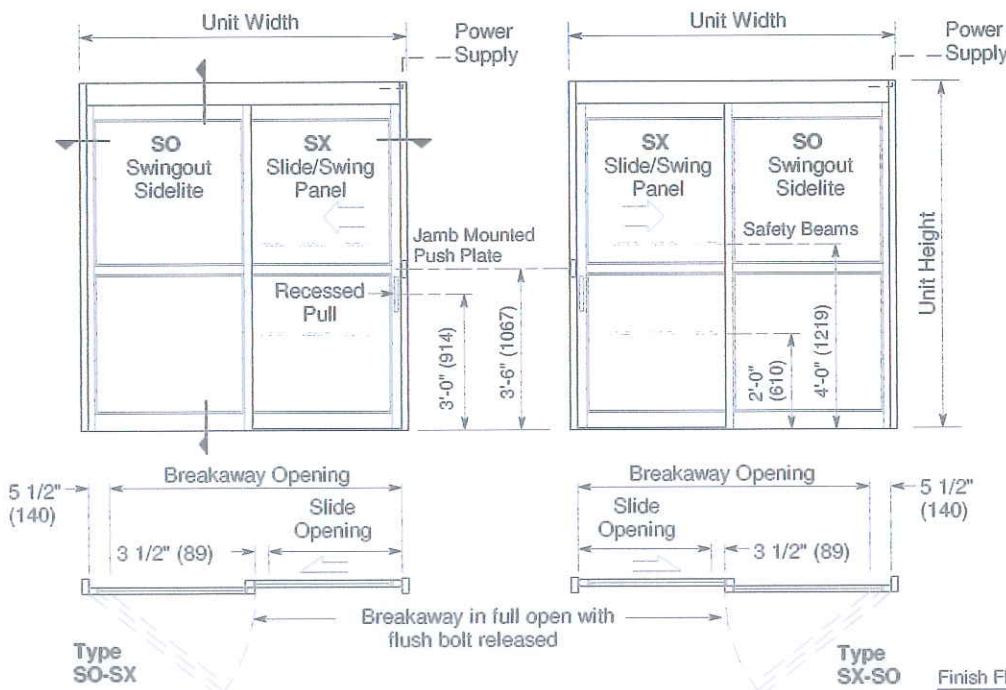 Unit Width
Power
Supply
SO
Swingout
Sidelite
SX
Slide/Swing
Panel
Jamb Mounted
Push Plate
Recessed
Pull
3'-0" (914)
3'-6" (1067)
Unit Width
Power
Supply
SX
Slide/Swing
Panel
SO
Swingout
Sidelite
Safety Beams
2'-0"
(610)
4'-0" (1219)
Unit Height
Breakaway Opening
5 1/2"
(140)
Slide
Opening
3 1/2" (89)
Breakaway Opening
5 1/2"
(140)
Slide
Opening
3 1/2" (89)
Breakaway in full open with
flush bolt released
Type
SO-SX
Type
SX-SO